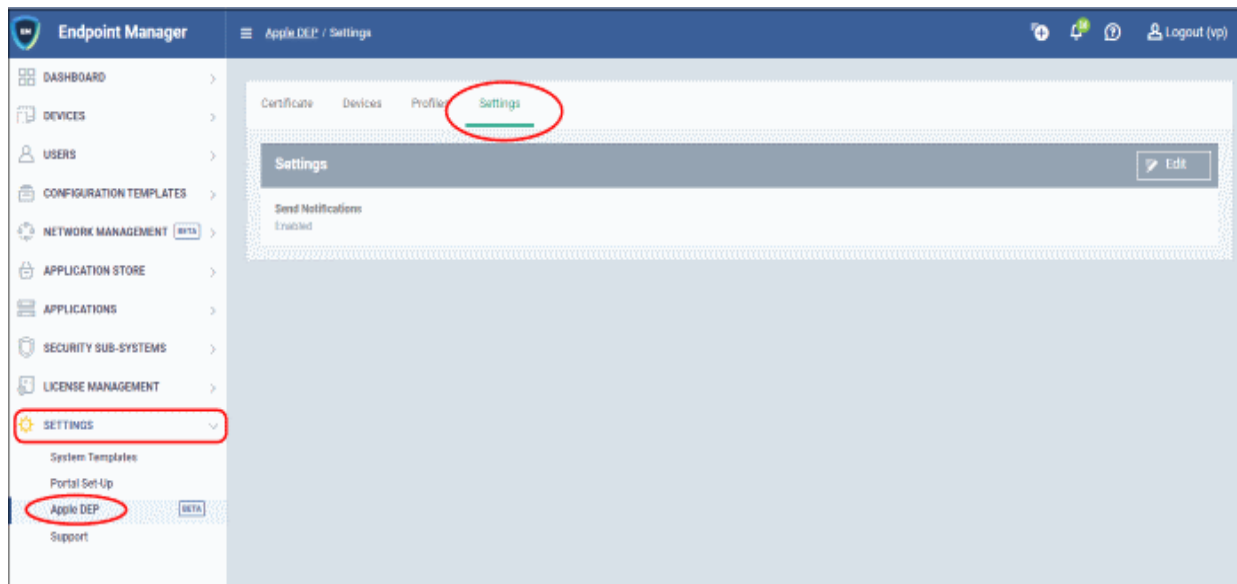 EM
Endpoint Manager
Apple DEP / Settings
Logout (vp)
DASHBOARD
DEVICES
USERS
CONFIGURATION TEMPLATES
NETWORK MANAGEMENT BETA
APPLICATION STORE
APPLICATIONS
SECURITY SUB-SYSTEMS
LICENSE MANAGEMENT
SETTINGS
System Templates
Portal Set-Up
Apple DEP BETA
Support
Certificate Devices Profiles Settings
Settings Edit
Send Notifications
Enabled